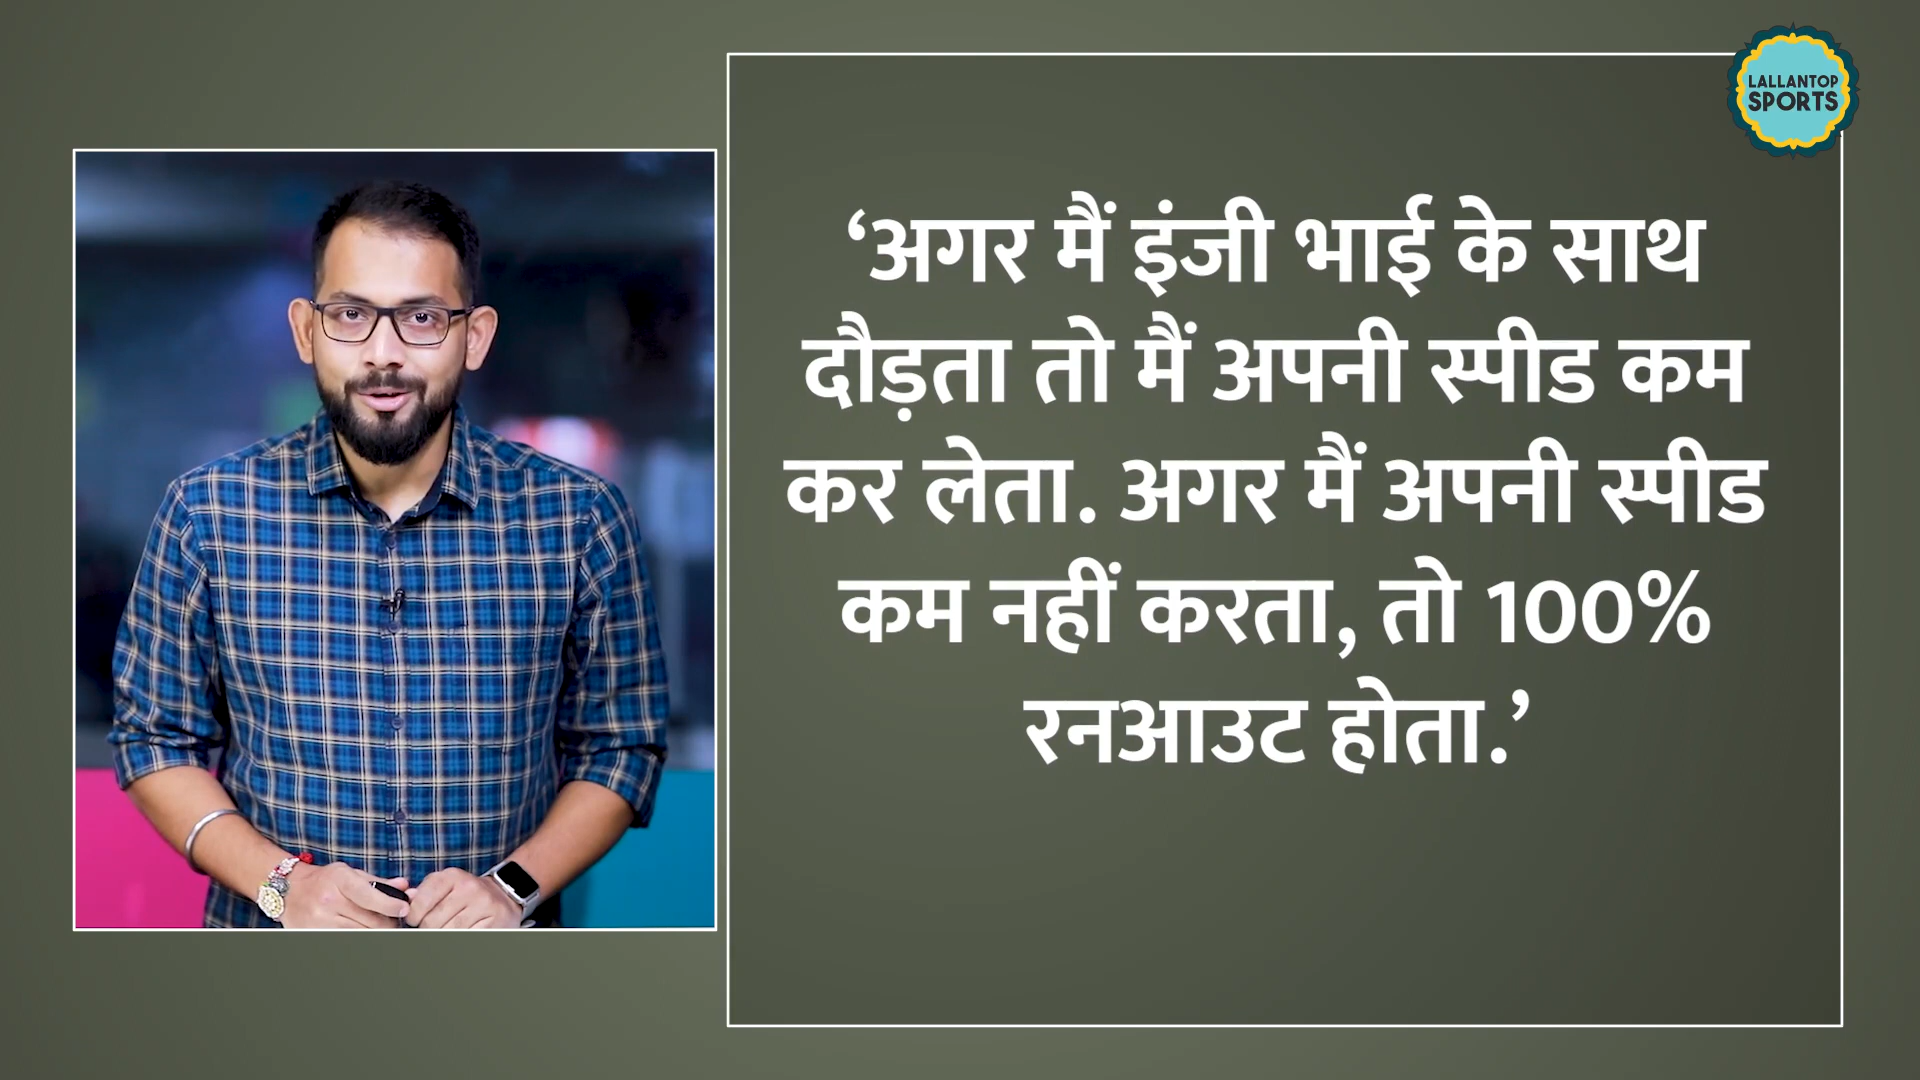 LALLANTOP
SPORTS
‘अगर मैं इंजी भाई के साथ
दौड़ता तो मैं अपनी स्पीड कम
कर लेता. अगर मैं अपनी स्पीड
कम नहीं करता, तो 100%
रनआउट होता.’